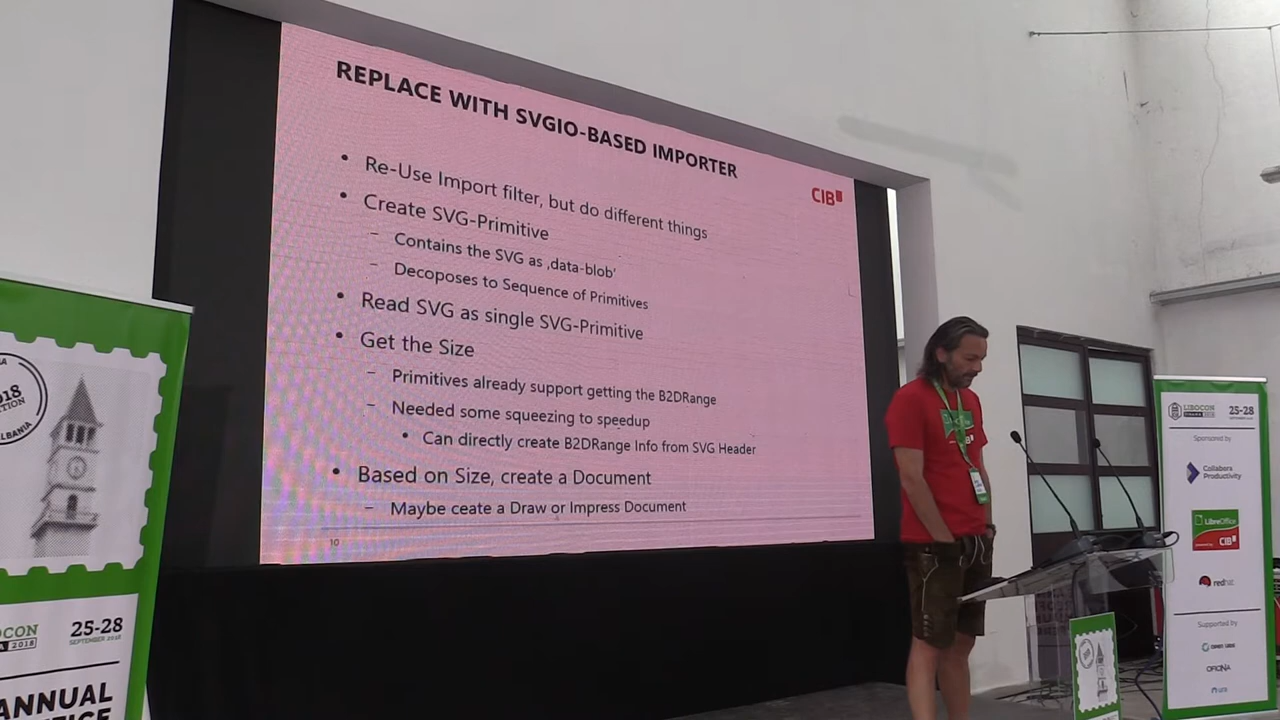 REPLACE WITH SVGIO-BASED IMPORTER
CIB
• Re-Use Import filter, but do different things
• Create SVG-Primitive
– Contains the SVG as ‚data-blob‘
– Decoposes to Sequence of Primitives
• Read SVG as single SVG-Primitive
• Get the Size
– Primitives already support getting the B2DRange
– Needed some squeezing to speedup
• Can directly create B2DRange Info from SVG Header
• Based on Size, create a Document
– Maybe ceate a Draw or Impress Document
10
25-28
SEPTEMBER 2018
ANNUAL
LIBOCON
25-28
Sponsored by
Collabora
Productivity
LibreOffice
CIB
redhat
Supported by
OPEN LABS
OFICINA